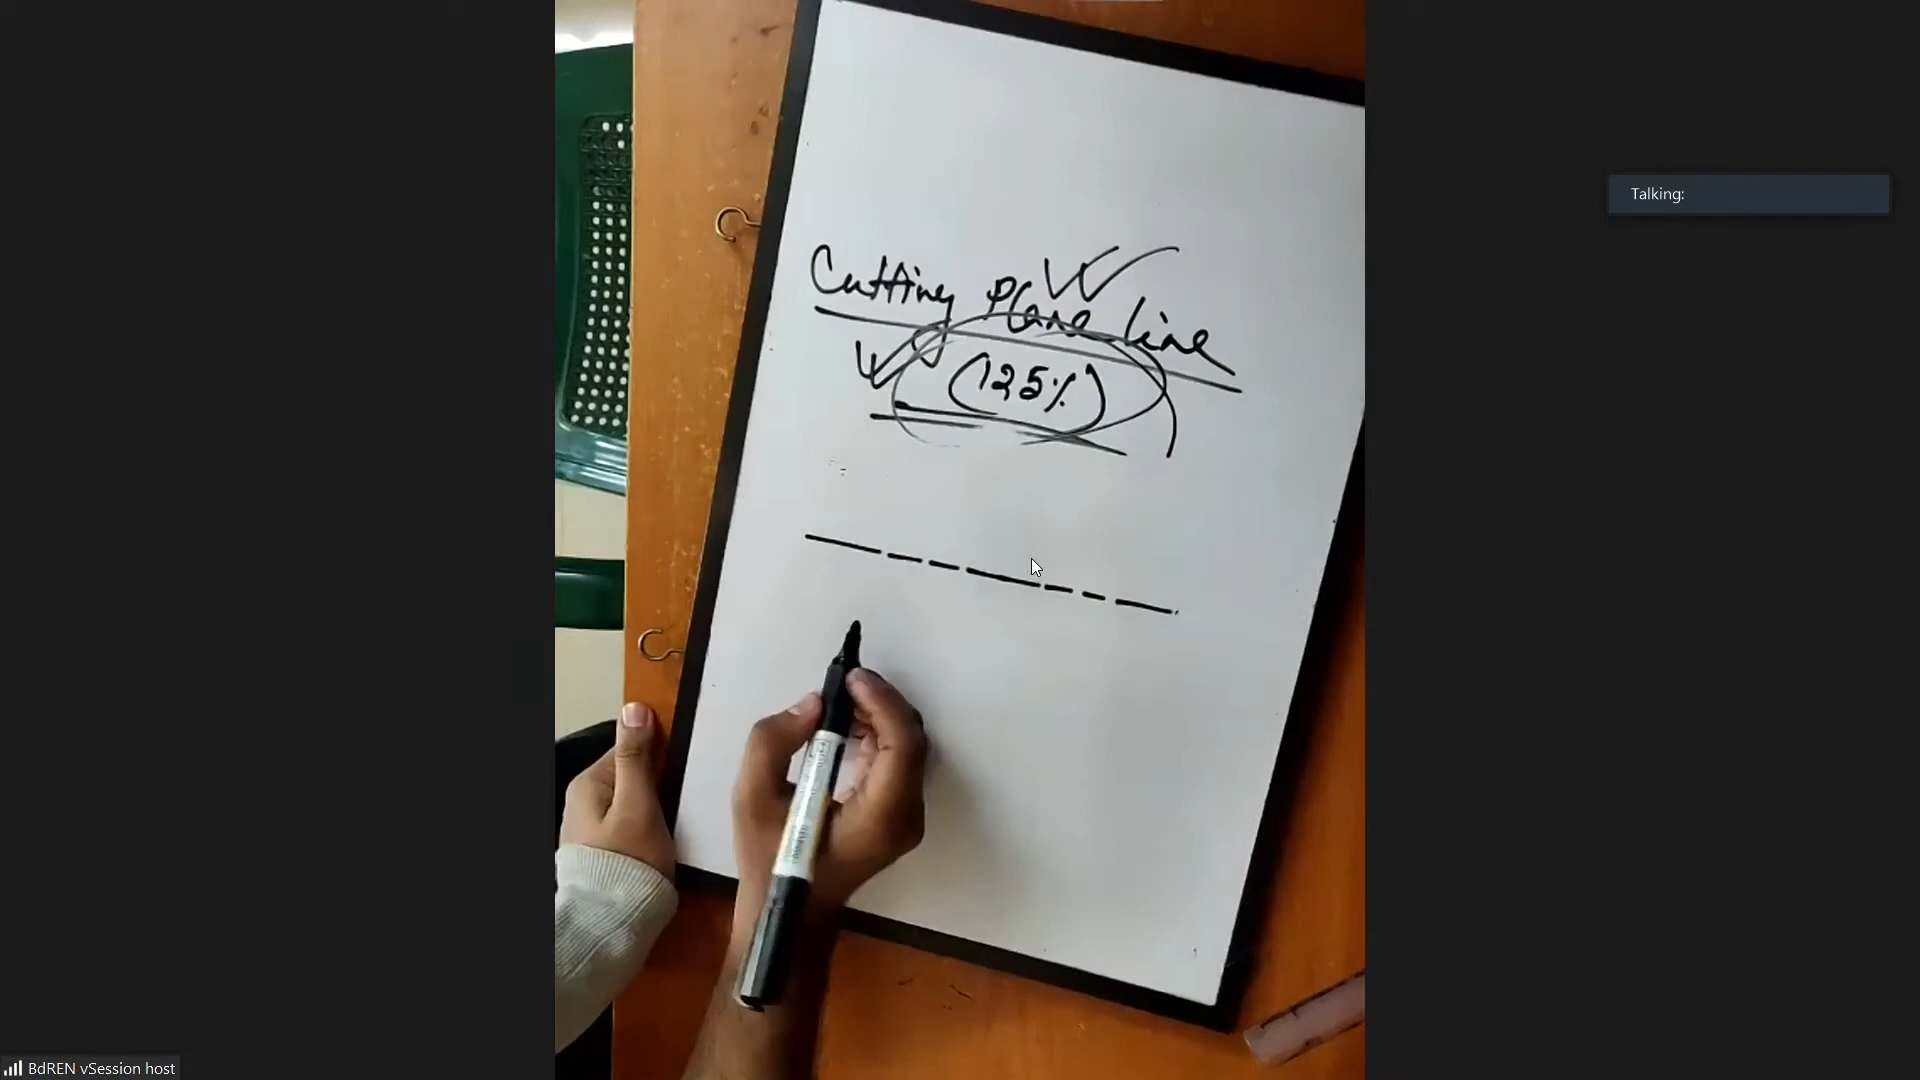 Cutting Plane line
(125%)
Talking:
BdREN vSession host